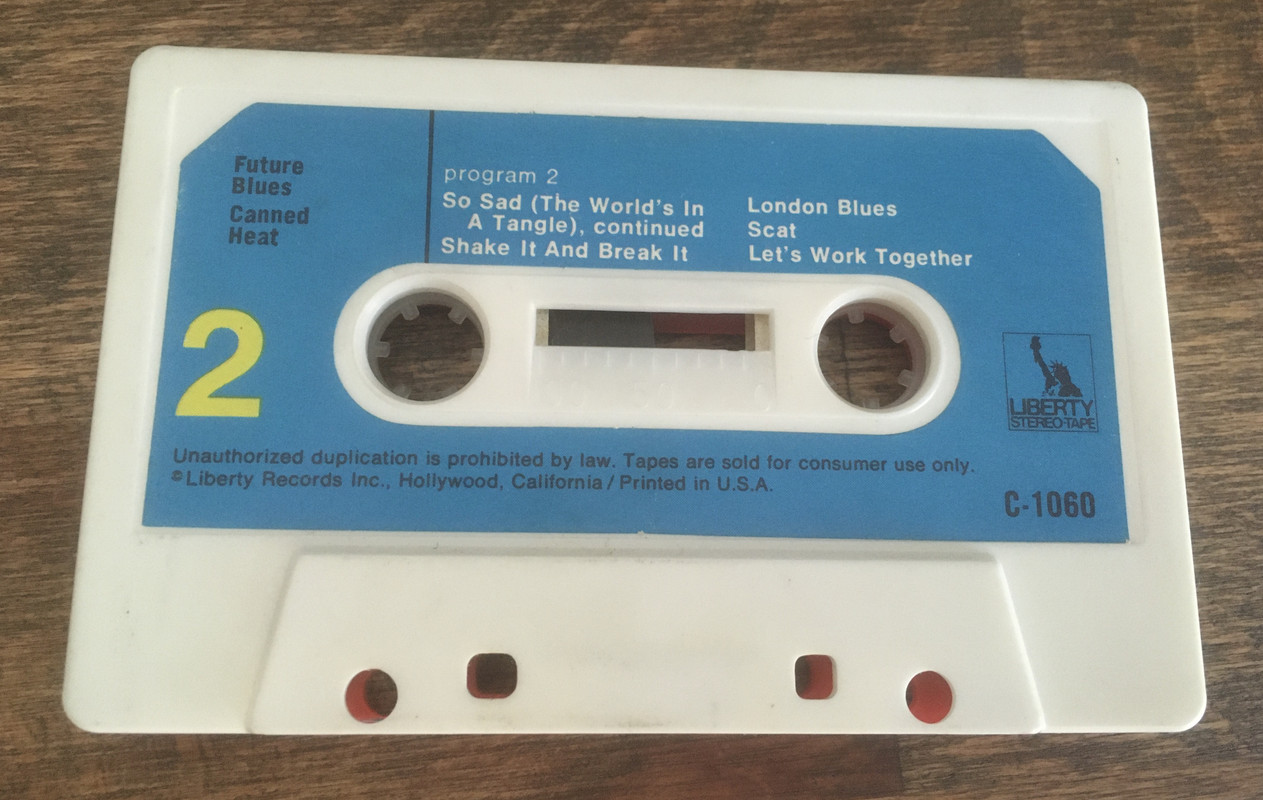 Future
Blues
Canned
Heat
program 2
So Sad (The World's In
A Tangle), continued
Shake It And Break It
London Blues
Scat
Let's Work Together
2
LIBERTY
STEREO-TAPE
Unauthorized duplication is prohibited by law. Tapes are sold for consumer use only.
©Liberty Records Inc., Hollywood, California / Printed in U.S.A.
C-1060